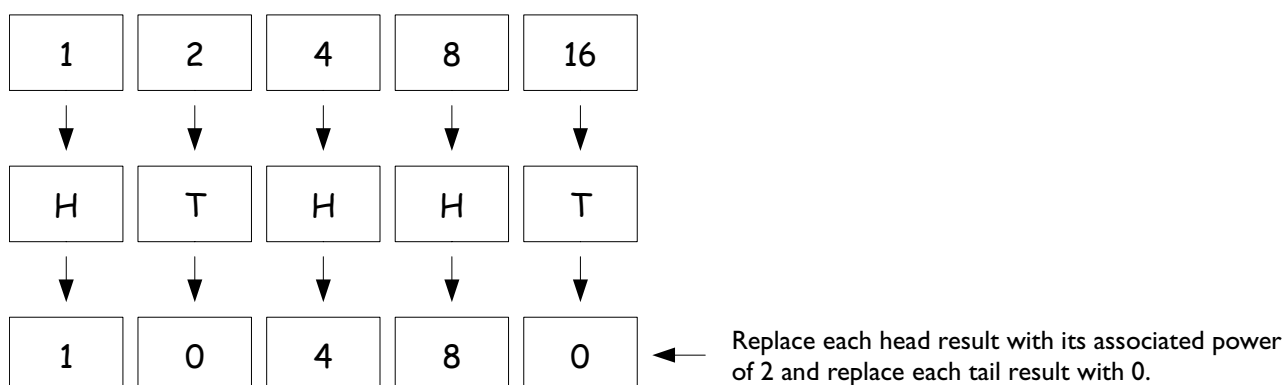 1 2 4 8 16
H T H H T
1 0 4 8 0
Replace each head result with its associated power
of 2 and replace each tail result with 0.